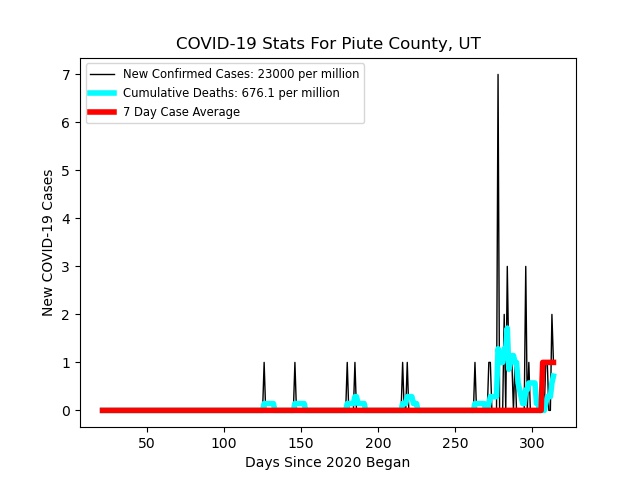 COVID-19 Stats For Piute County, UT
New Confirmed Cases: 23000 per million
Cumulative Deaths: 676.1 per million
7 Day Case Average
New COVID-19 Cases
7
6
5
4
3
2
1
0
50 100 150 200 250 300
Days Since 2020 Began